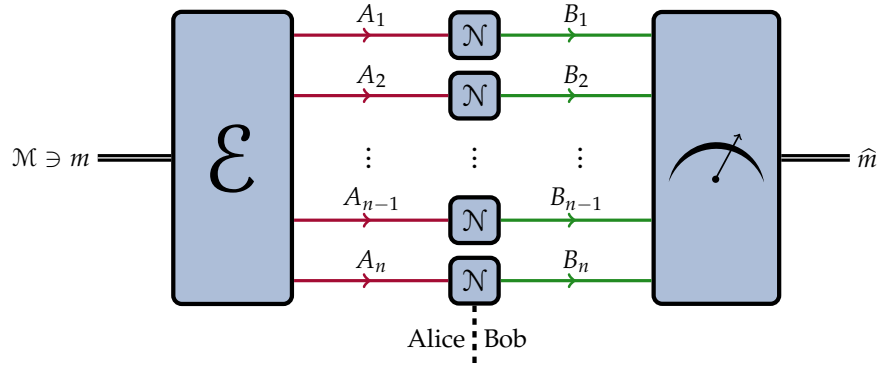 A₁ 𝒩 B₁
A₂ 𝒩 B₂
ℳ ∋ m ℰ ⋮ ⋮ ⋮ m̂
Aₙ₋₁ 𝒩 Bₙ₋₁
Aₙ 𝒩 Bₙ
Alice Bob